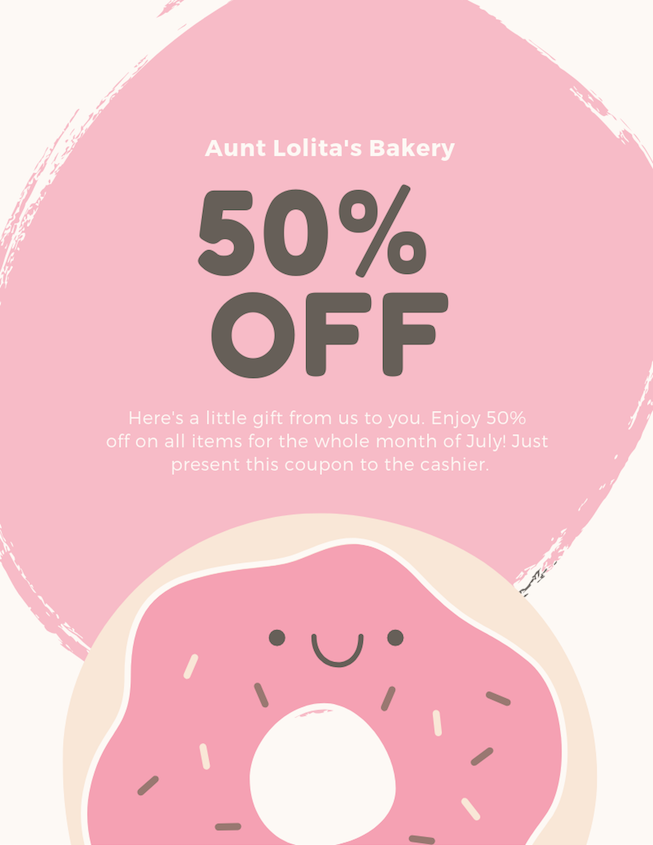 Aunt Lolita's Bakery
50%
OFF
Here's a little gift from us to you. Enjoy 50%
off on all items for the whole month of July! Just
present this coupon to the cashier.